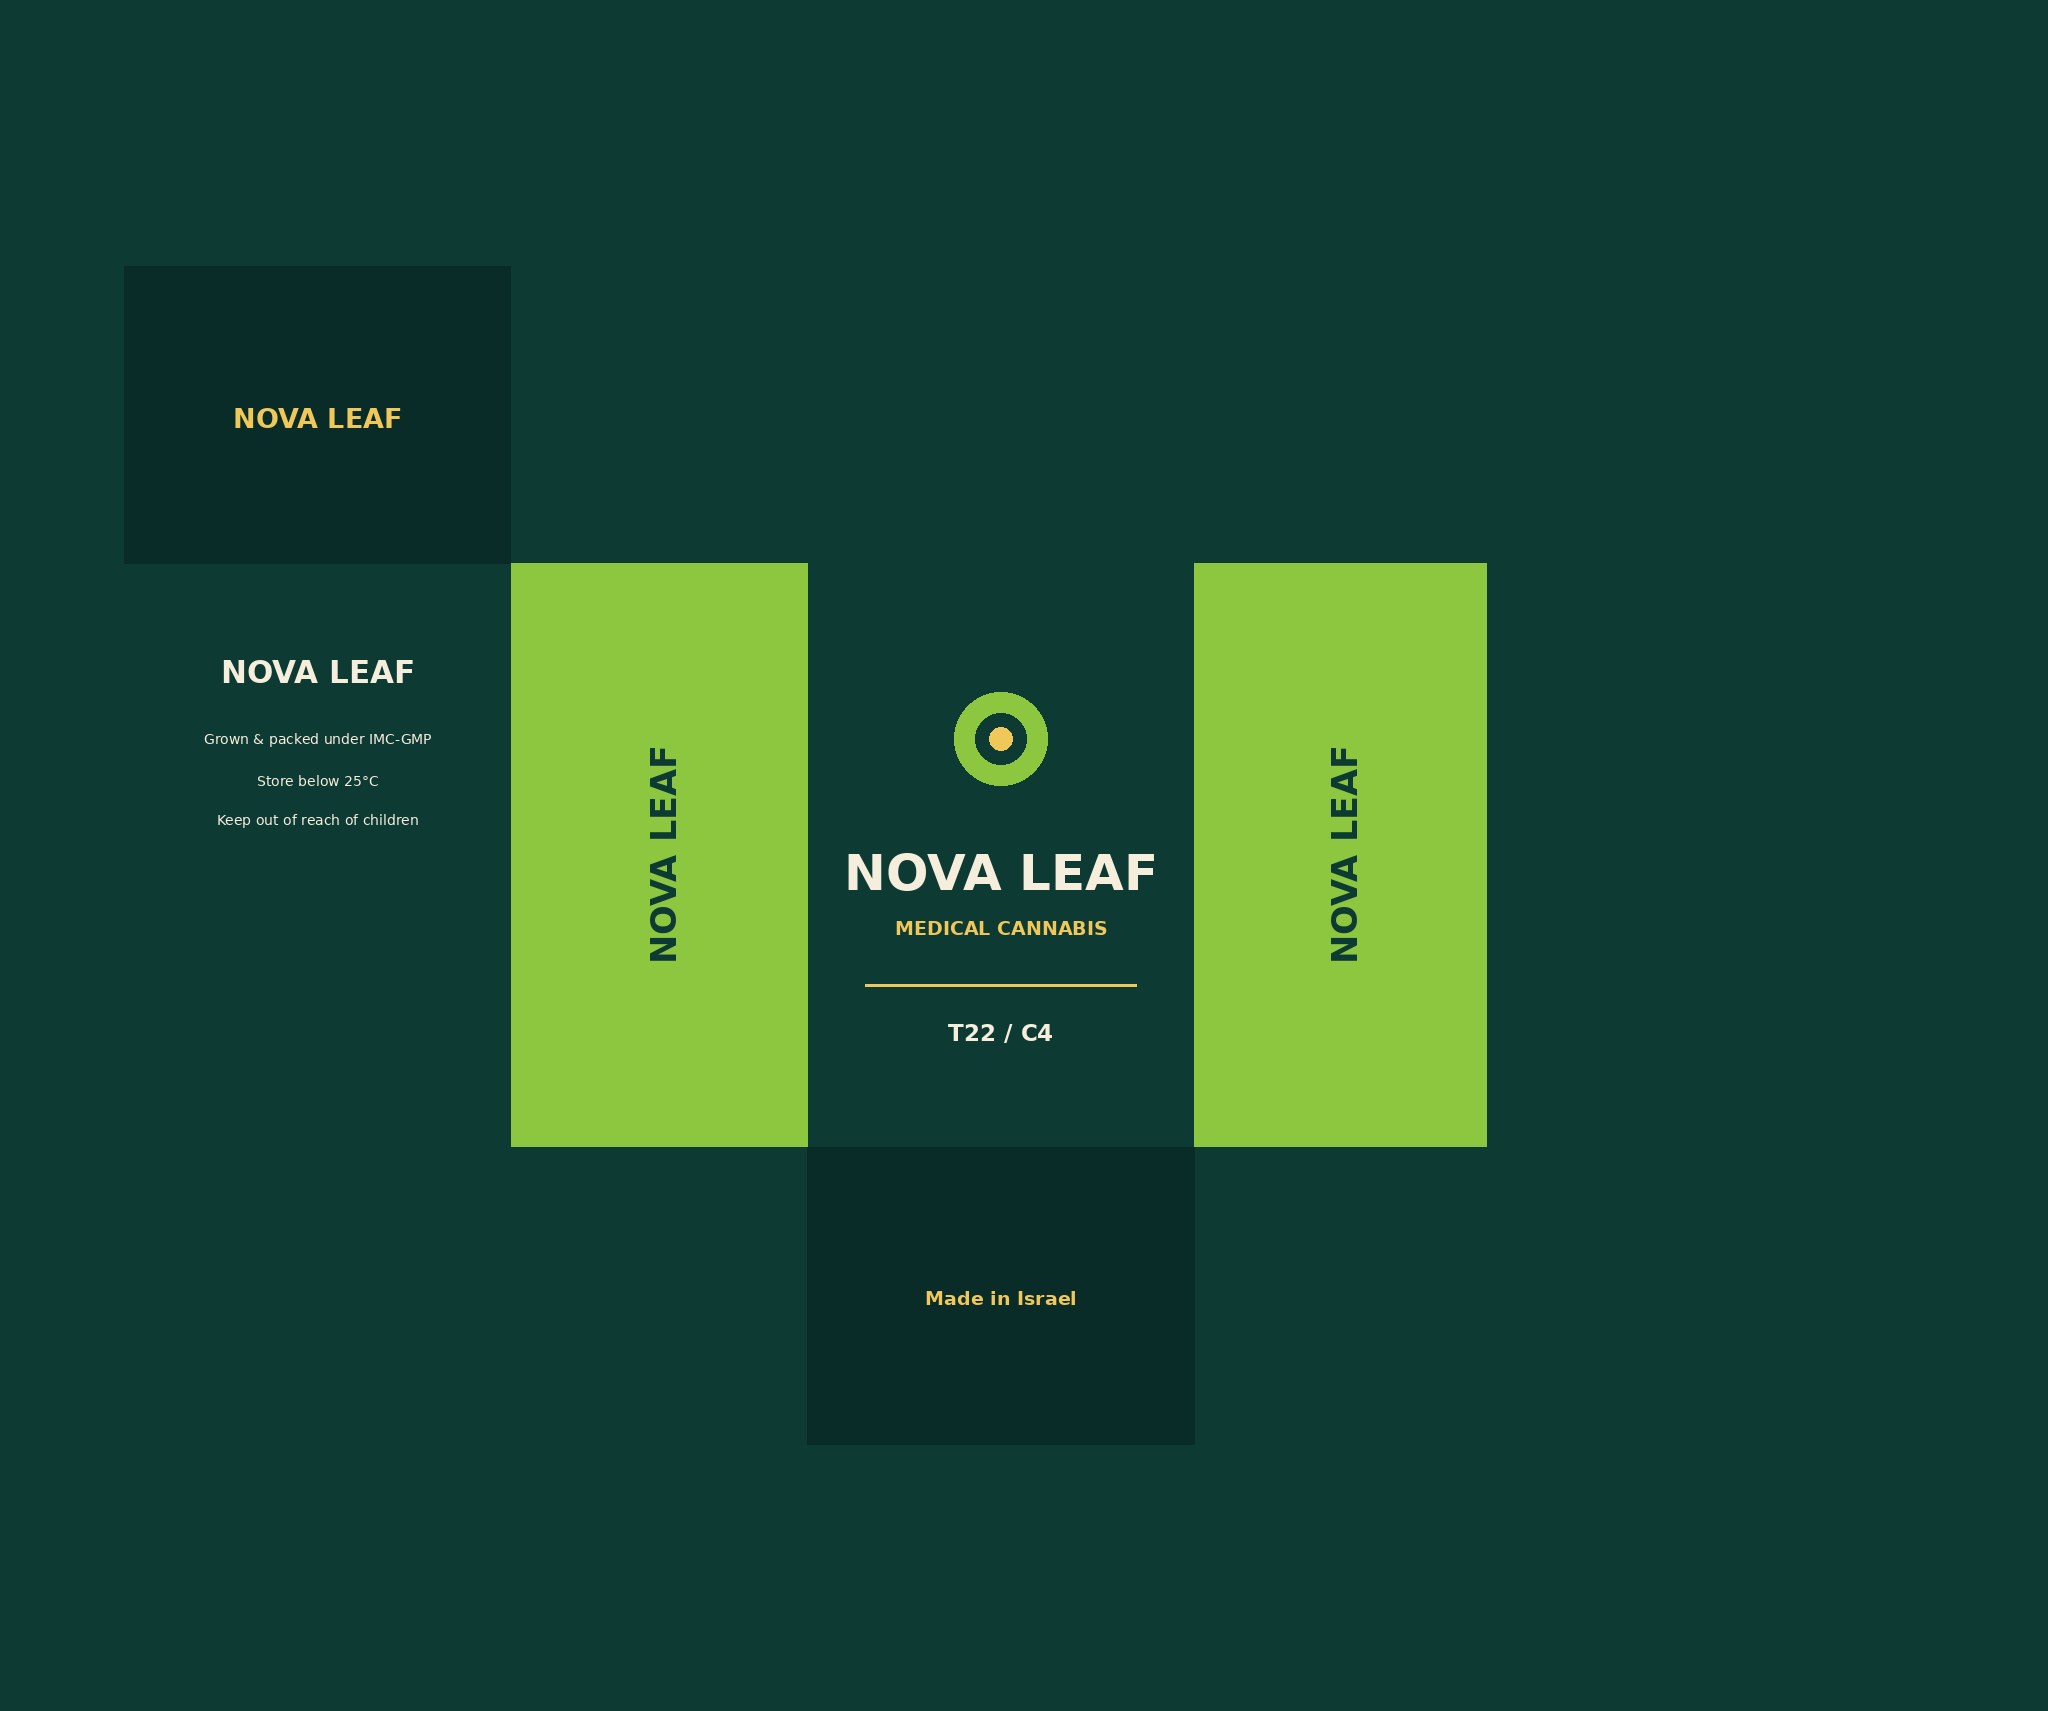 NOVA LEAF
NOVA LEAF
Grown & packed under IMC-GMP
Store below 25°C
Keep out of reach of children
NOVA LEAF
NOVA LEAF
MEDICAL CANNABIS
T22 / C4
NOVA LEAF
Made in Israel